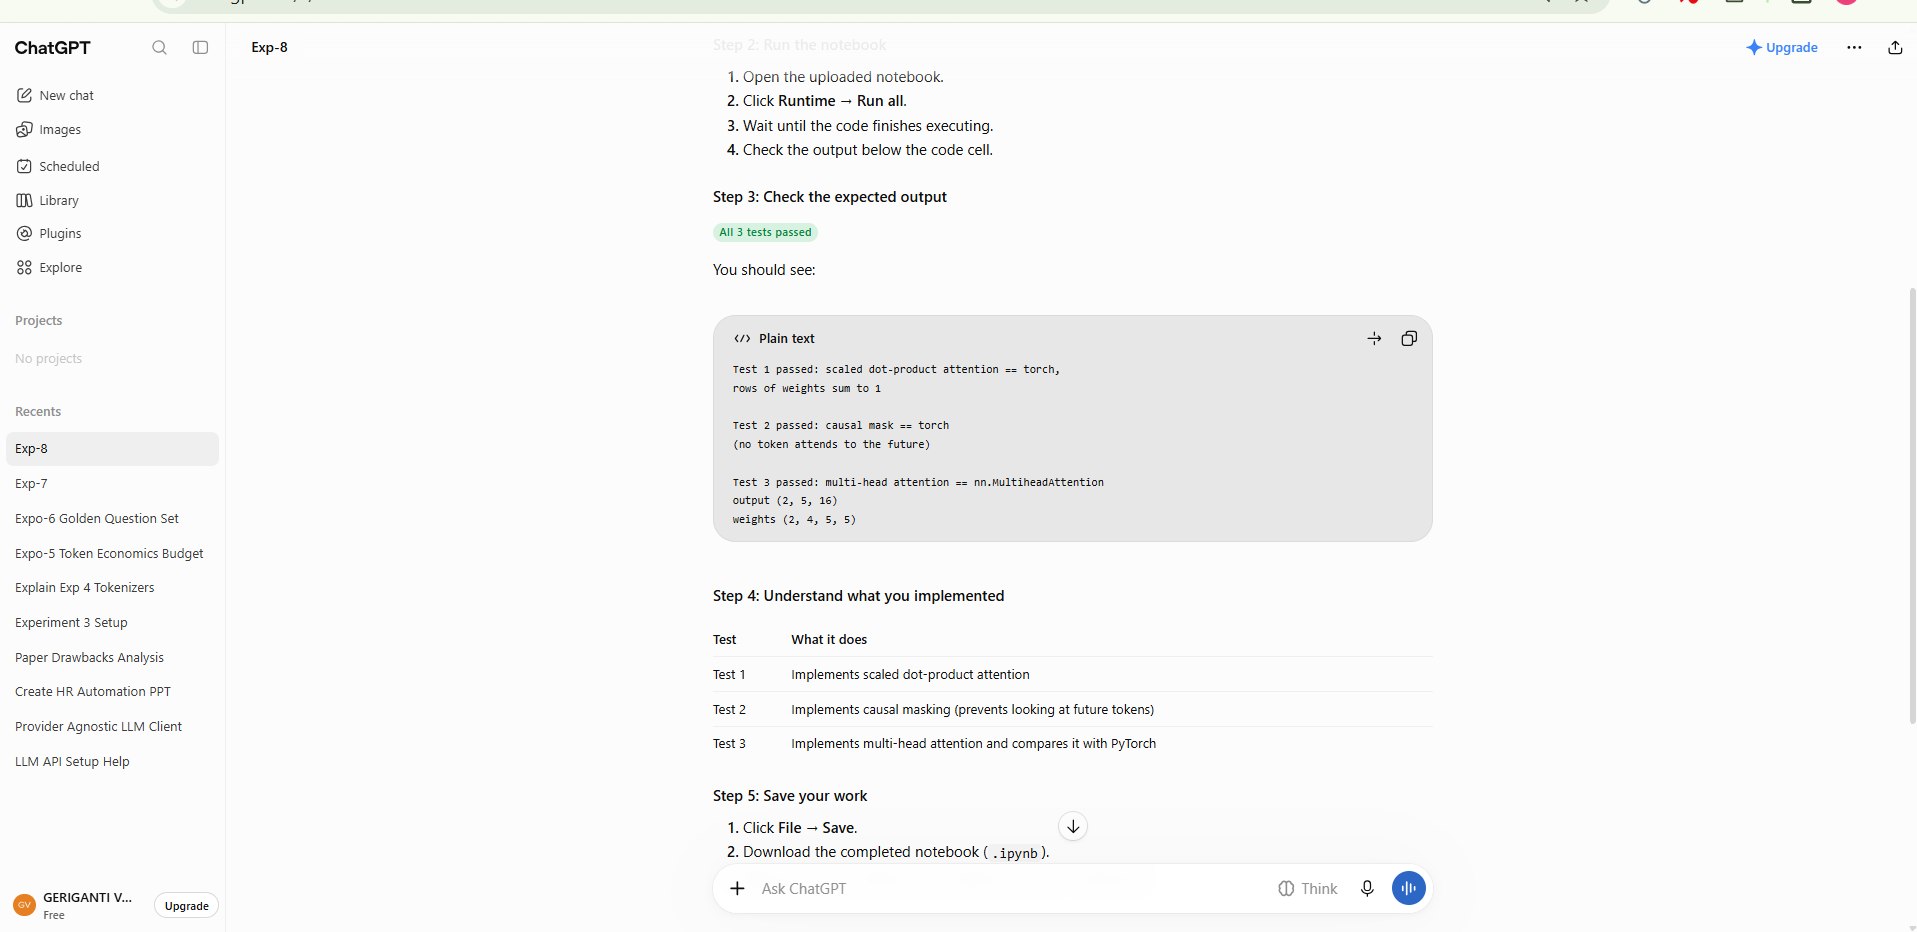 ChatGPT
New chat
Images
Scheduled
Library
Plugins
Explore
Projects
No projects
Recents
Exp-8
Exp-7
Expo-6 Golden Question Set
Expo-5 Token Economics Budget
Explain Exp 4 Tokenizers
Experiment 3 Setup
Paper Drawbacks Analysis
Create HR Automation PPT
Provider Agnostic LLM Client
LLM API Setup Help
GV
GERIGANTI V...
Free
Upgrade
Exp-8
Upgrade
Step 2: Run the notebook
1. Open the uploaded notebook.
2. Click Runtime → Run all.
3. Wait until the code finishes executing.
4. Check the output below the code cell.
Step 3: Check the expected output
All 3 tests passed
You should see:
Plain text
Test 1 passed: scaled dot-product attention == torch,
rows of weights sum to 1
Test 2 passed: causal mask == torch
(no token attends to the future)
Test 3 passed: multi-head attention == nn.MultiheadAttention
output (2, 5, 16)
weights (2, 4, 5, 5)
Step 4: Understand what you implemented
Test What it does
Test 1 Implements scaled dot-product attention
Test 2 Implements causal masking (prevents looking at future tokens)
Test 3 Implements multi-head attention and compares it with PyTorch
Step 5: Save your work
1. Click File → Save.
2. Download the completed notebook ( .ipynb ).
Ask ChatGPT
Think